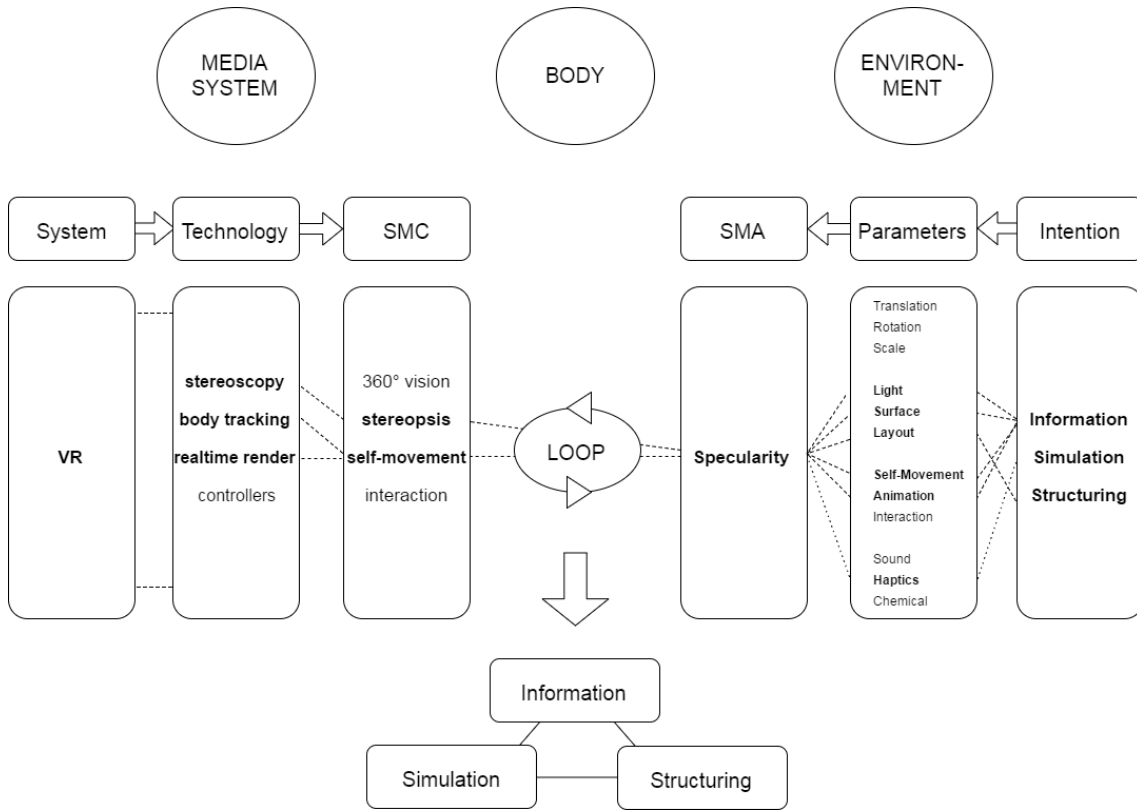 MEDIA
SYSTEM
BODY
ENVIRON-
MENT
System
Technology
SMC
SMA
Parameters
Intention
VR
stereoscopy
body tracking
realtime render
controllers
360° vision
stereopsis
self-movement
interaction
LOOP
Specularity
Translation
Rotation
Scale
Light
Surface
Layout
Self-Movement
Animation
Interaction
Sound
Haptics
Chemical
Information
Simulation
Structuring
Information
Simulation
Structuring